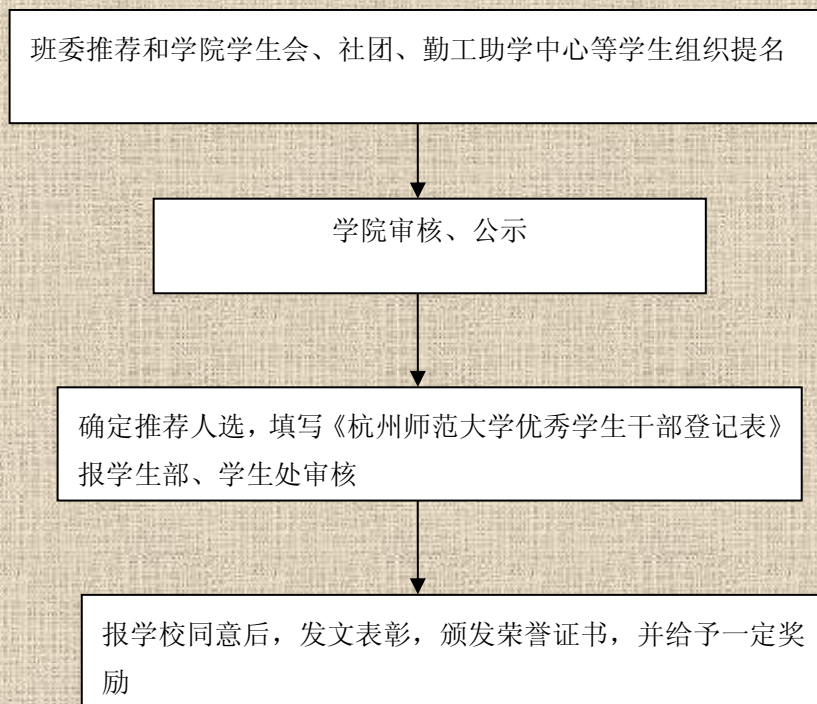 班委推荐和学院学生会、社团、勤工助学中心等学生组织提名
学院审核、公示
确定推荐人选，填写《杭州师范大学优秀学生干部登记表》
报学生部、学生处审核
报学校同意后，发文表彰，颁发荣誉证书，并给予一定奖
励